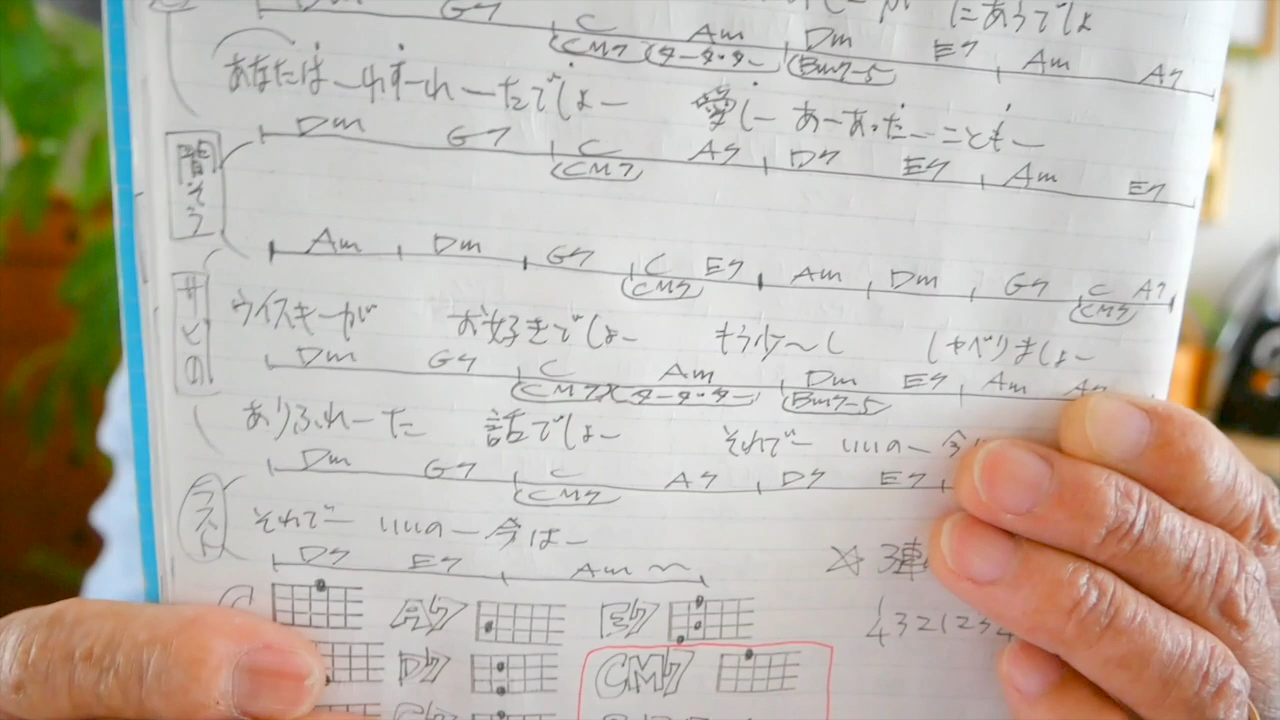 にあうでしょ
Dm G7 C Am Dm E7 Am A7
(CM7) (ターター・ター) (Bm7-5)
あなたはーわすーれーたでしょー 愛しーあーあったーことも
Dm G7 C A7 D7 E7 Am E7
(CM7)
間そう
Am Dm G7 C E7 Am Dm G7 C A7
(CM7) (CM7)
サビの
ウイスキーが お好きでしょー もう少〜し しゃべりましょー
Dm G7 C Am Dm E7 Am A7
(CM7)(ターター・ター) (Bm7-5)
ありふれーた 話でしょー それでー いいのー今
Dm G7 C A7 D7 E7
(CM7)
ラスト
それでー いいのー今はー
D7 E7 Am〜
☆3連
C A7 E7
4321234
D7 CM7